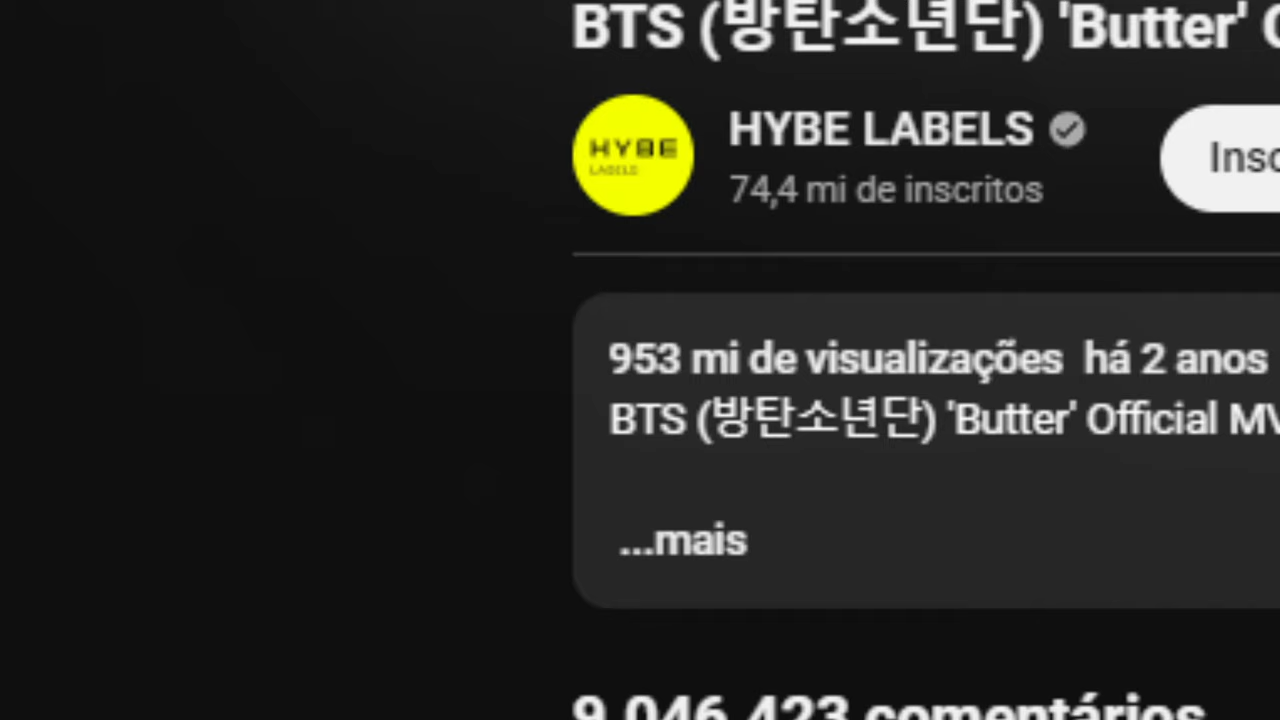 BTS (방탄소년단) 'Butter'
HYBE
LABELS
HYBE LABELS
74,4 mi de inscritos
953 mi de visualizações há 2 anos
BTS (방탄소년단) 'Butter' Official MV
...mais
9.046.423 comentários